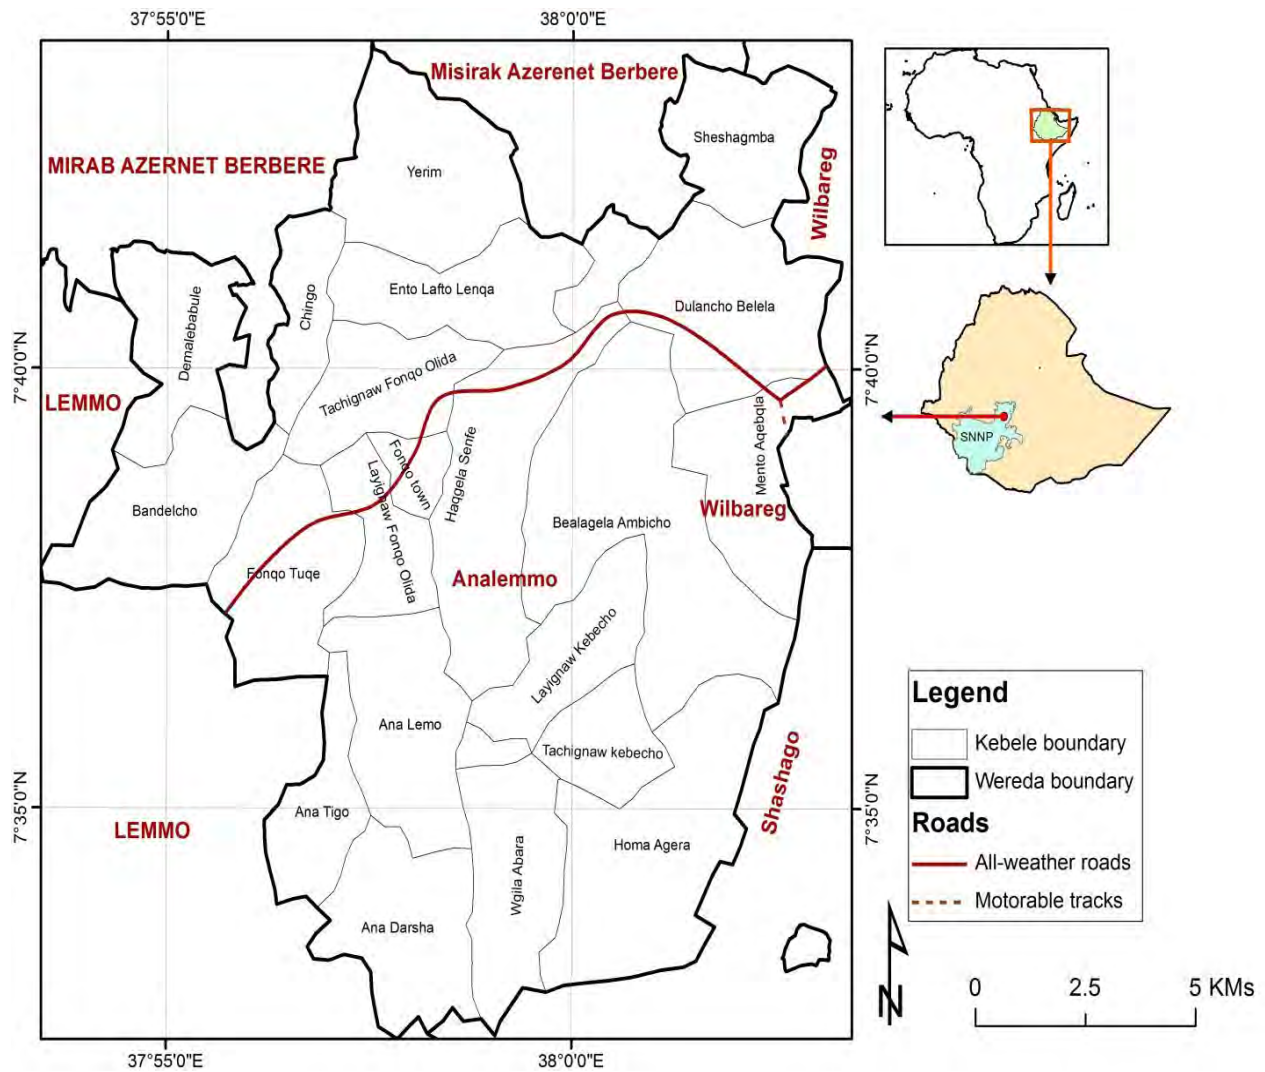 37°55'0"E
38°0'0"E
Misirak Azerenet Berbere
Sheshagmba
MIRAB AZERNET BERBERE
Yerim
Wilbareg
Ento Lafto Lenqa
Chingo
Dulancho Belela
Demalebabule
7°40'0"N
7°40'0"N
Tachignaw Fonqo Olida
LEMMO
Mento Aqebqla
Fonqo town
Haqgela Senfe
Layignaw Fonqo Olida
Bandelcho
Wilbareg
Bealagela Ambicho
Fonqo Tuqe
Analemmo
Layignaw Kebecho
Ana Lemo
Tachignaw kebecho
Shashago
7°35'0"N
7°35'0"N
Ana Tigo
LEMMO
Homa Agera
Wgila Abara
Ana Darsha
37°55'0"E
38°0'0"E
SNNP
Legend
Kebele boundary
Wereda boundary
Roads
All-weather roads
Motorable tracks
N
0 2.5 5 KMs